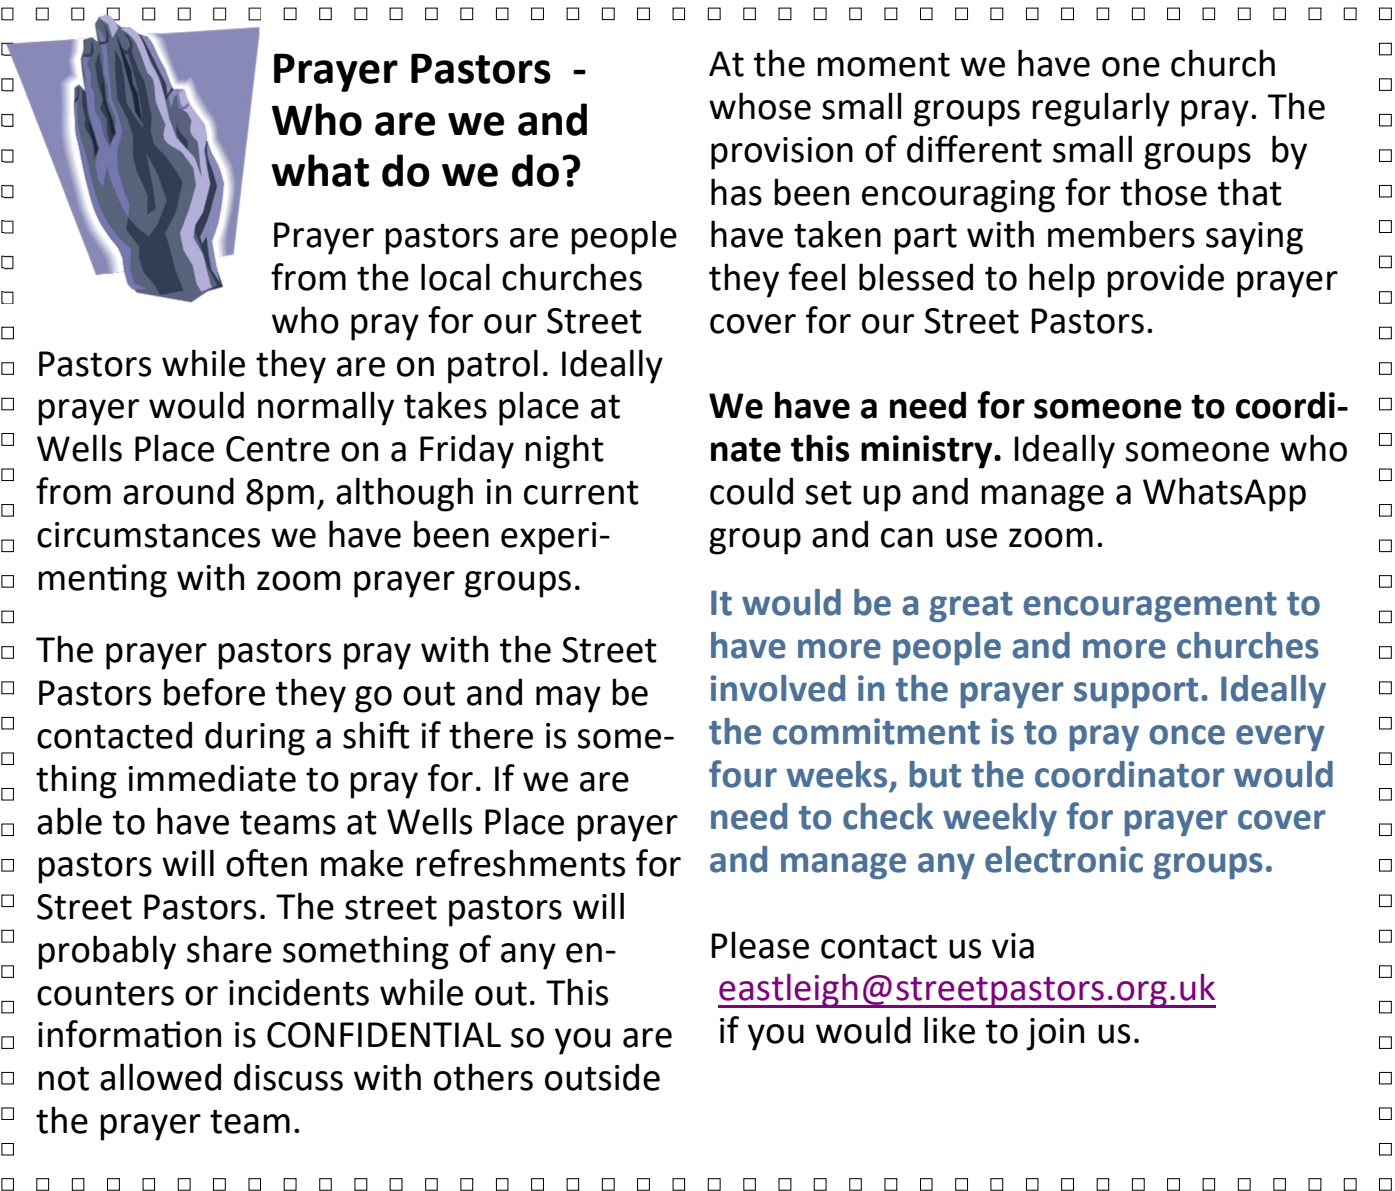 Prayer Pastors  -
Who are we and
what do we do?
Prayer pastors are people
from the local churches
who pray for our Street
Pastors while they are on patrol. Ideally
prayer would normally takes place at
Wells Place Centre on a Friday night
from around 8pm, although in current
circumstances we have been experi-
menting with zoom prayer groups.
The prayer pastors pray with the Street
Pastors before they go out and may be
contacted during a shift if there is some-
thing immediate to pray for. If we are
able to have teams at Wells Place prayer
pastors will often make refreshments for
Street Pastors. The street pastors will
probably share something of any en-
counters or incidents while out. This
information is CONFIDENTIAL so you are
not allowed discuss with others outside
the prayer team.
At the moment we have one church
whose small groups regularly pray. The
provision of different small groups  by
has been encouraging for those that
have taken part with members saying
they feel blessed to help provide prayer
cover for our Street Pastors.
We have a need for someone to coordi-
nate this ministry. Ideally someone who
could set up and manage a WhatsApp
group and can use zoom.
It would be a great encouragement to
have more people and more churches
involved in the prayer support. Ideally
the commitment is to pray once every
four weeks, but the coordinator would
need to check weekly for prayer cover
and manage any electronic groups.
Please contact us via
eastleigh@streetpastors.org.uk
if you would like to join us.